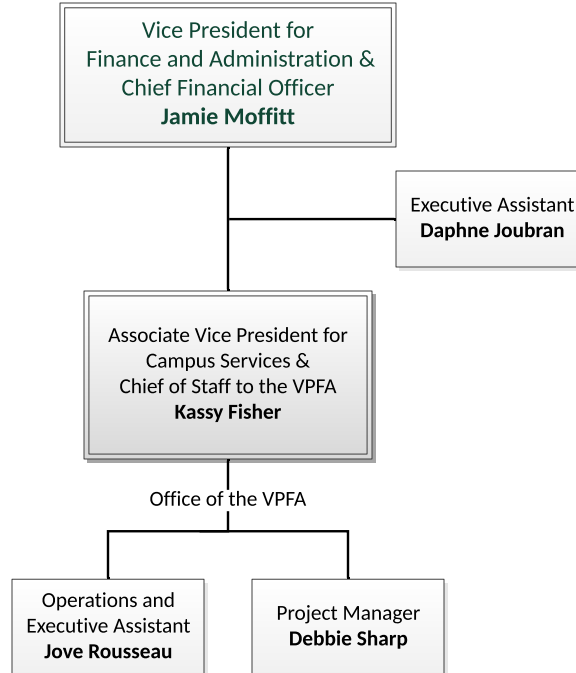 Vice President for
Finance and Administration &
Chief Financial Officer
Jamie Moffitt
Executive Assistant
Daphne Joubran
Associate Vice President for
Campus Services &
Chief of Staff to the VPFA
Kassy Fisher
Office of the VPFA
Operations and
Executive Assistant
Jove Rousseau
Project Manager
Debbie Sharp